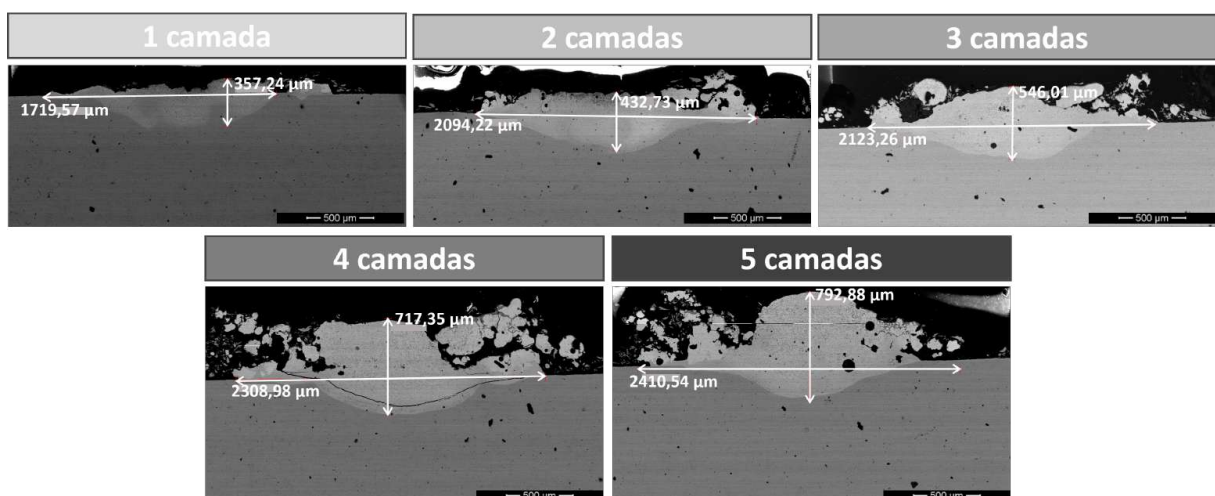 1 camada
2 camadas
3 camadas
357,24 µm
1719,57 µm
500 µm
432,73 µm
2094,22 µm
500 µm
546,01 µm
2123,26 µm
500 µm
4 camadas
5 camadas
717,35 µm
2308,98 µm
500 µm
792,88 µm
2410,54 µm
500 µm